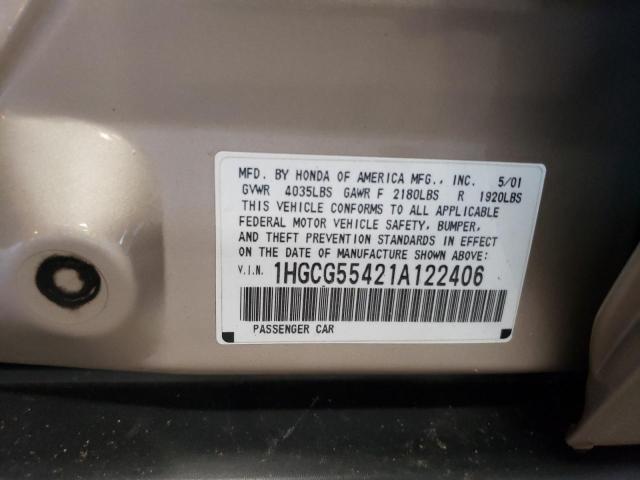 MFD. BY HONDA OF AMERICA MFG., INC. 5/01
GVWR 4035LBS GAWR F 2180LBS R 1920LBS
THIS VEHICLE CONFORMS TO ALL APPLICABLE
FEDERAL MOTOR VEHICLE SAFETY, BUMPER,
AND THEFT PREVENTION STANDARDS IN EFFECT
ON THE DATE OF MANUFACTURE SHOWN ABOVE:
V.I.N. 1HGCG55421A122406
PASSENGER CAR